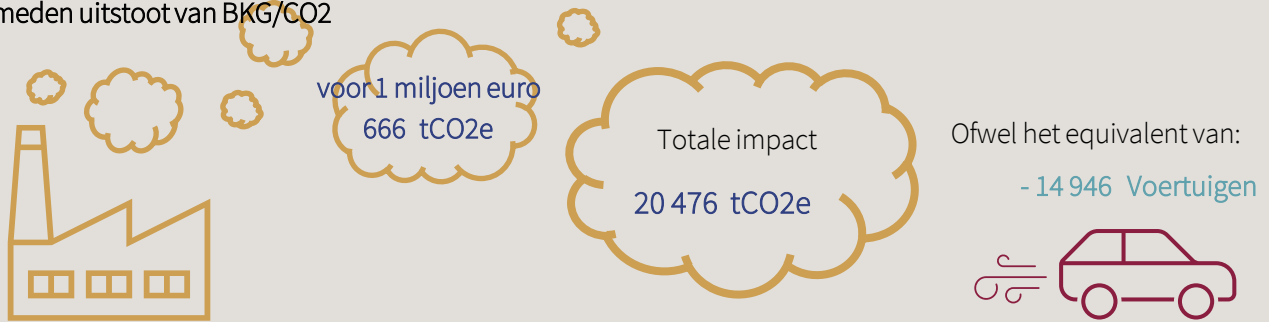 meden uitstoot van BKG/CO2
voor 1 miljoen euro
666 tCO2e
Totale impact
20 476 tCO2e
Ofwel het equivalent van:
- 14 946 Voertuigen